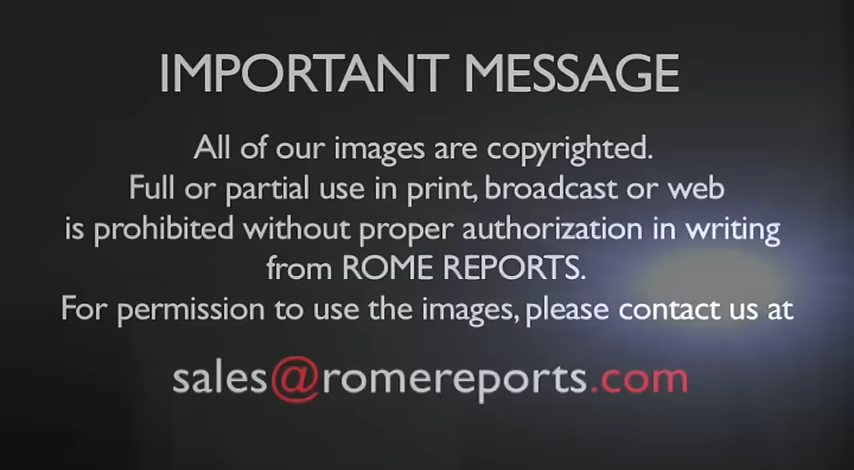 IMPORTANT MESSAGE
All of our images are copyrighted.
Full or partial use in print, broadcast or web
is prohibited without proper authorization in writing
from ROME REPORTS.
For permission to use the images, please contact us at
sales@romereports.com